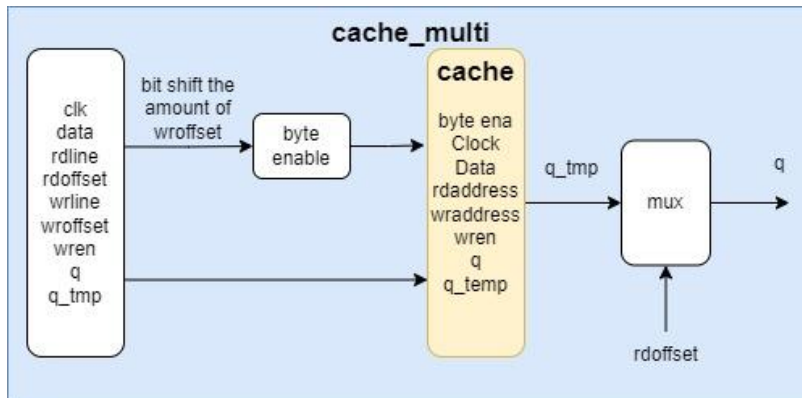 cache_multi
clk
data
rdline
rdoffset
wrline
wroffset
wren
q
q_tmp
bit shift the
amount of
wroffset
byte
enable
cache
byte ena
Clock
Data
rdaddress
wraddress
wren
q
q_temp
q_tmp
mux
rdoffset
q